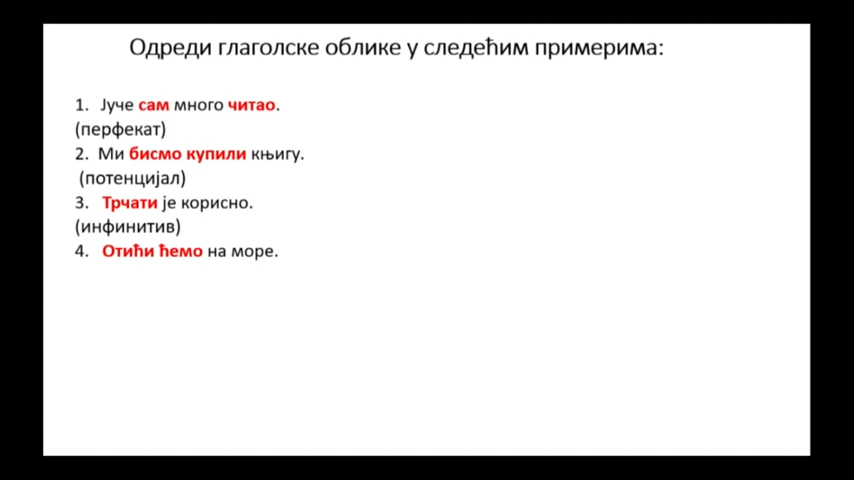 Одреди глаголске облике у следећим примерима:
1. Јуче сам много читао.
(перфекат)
2. Ми бисмо купили књигу.
(потенцијал)
3. Трчати је корисно.
(инфинитив)
4. Отићи ћемо на море.